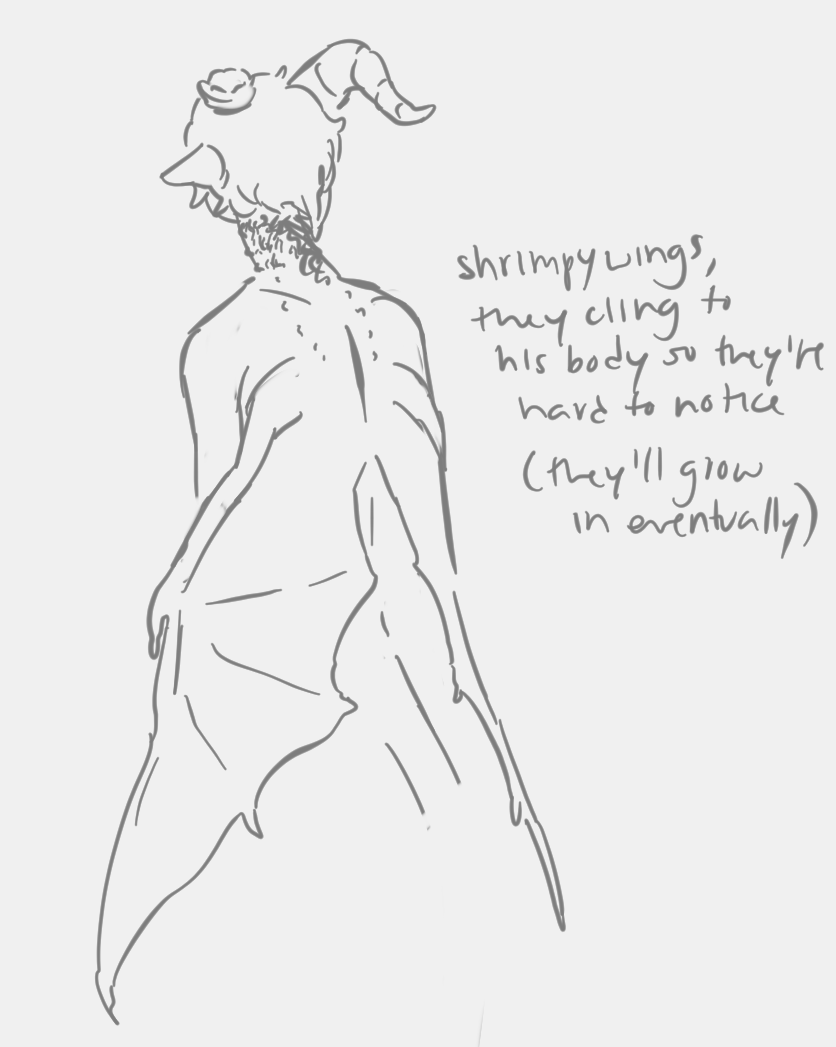 shrimpy wings,
they cling to
his body so they're
hard to notice
(they'll grow
in eventually)